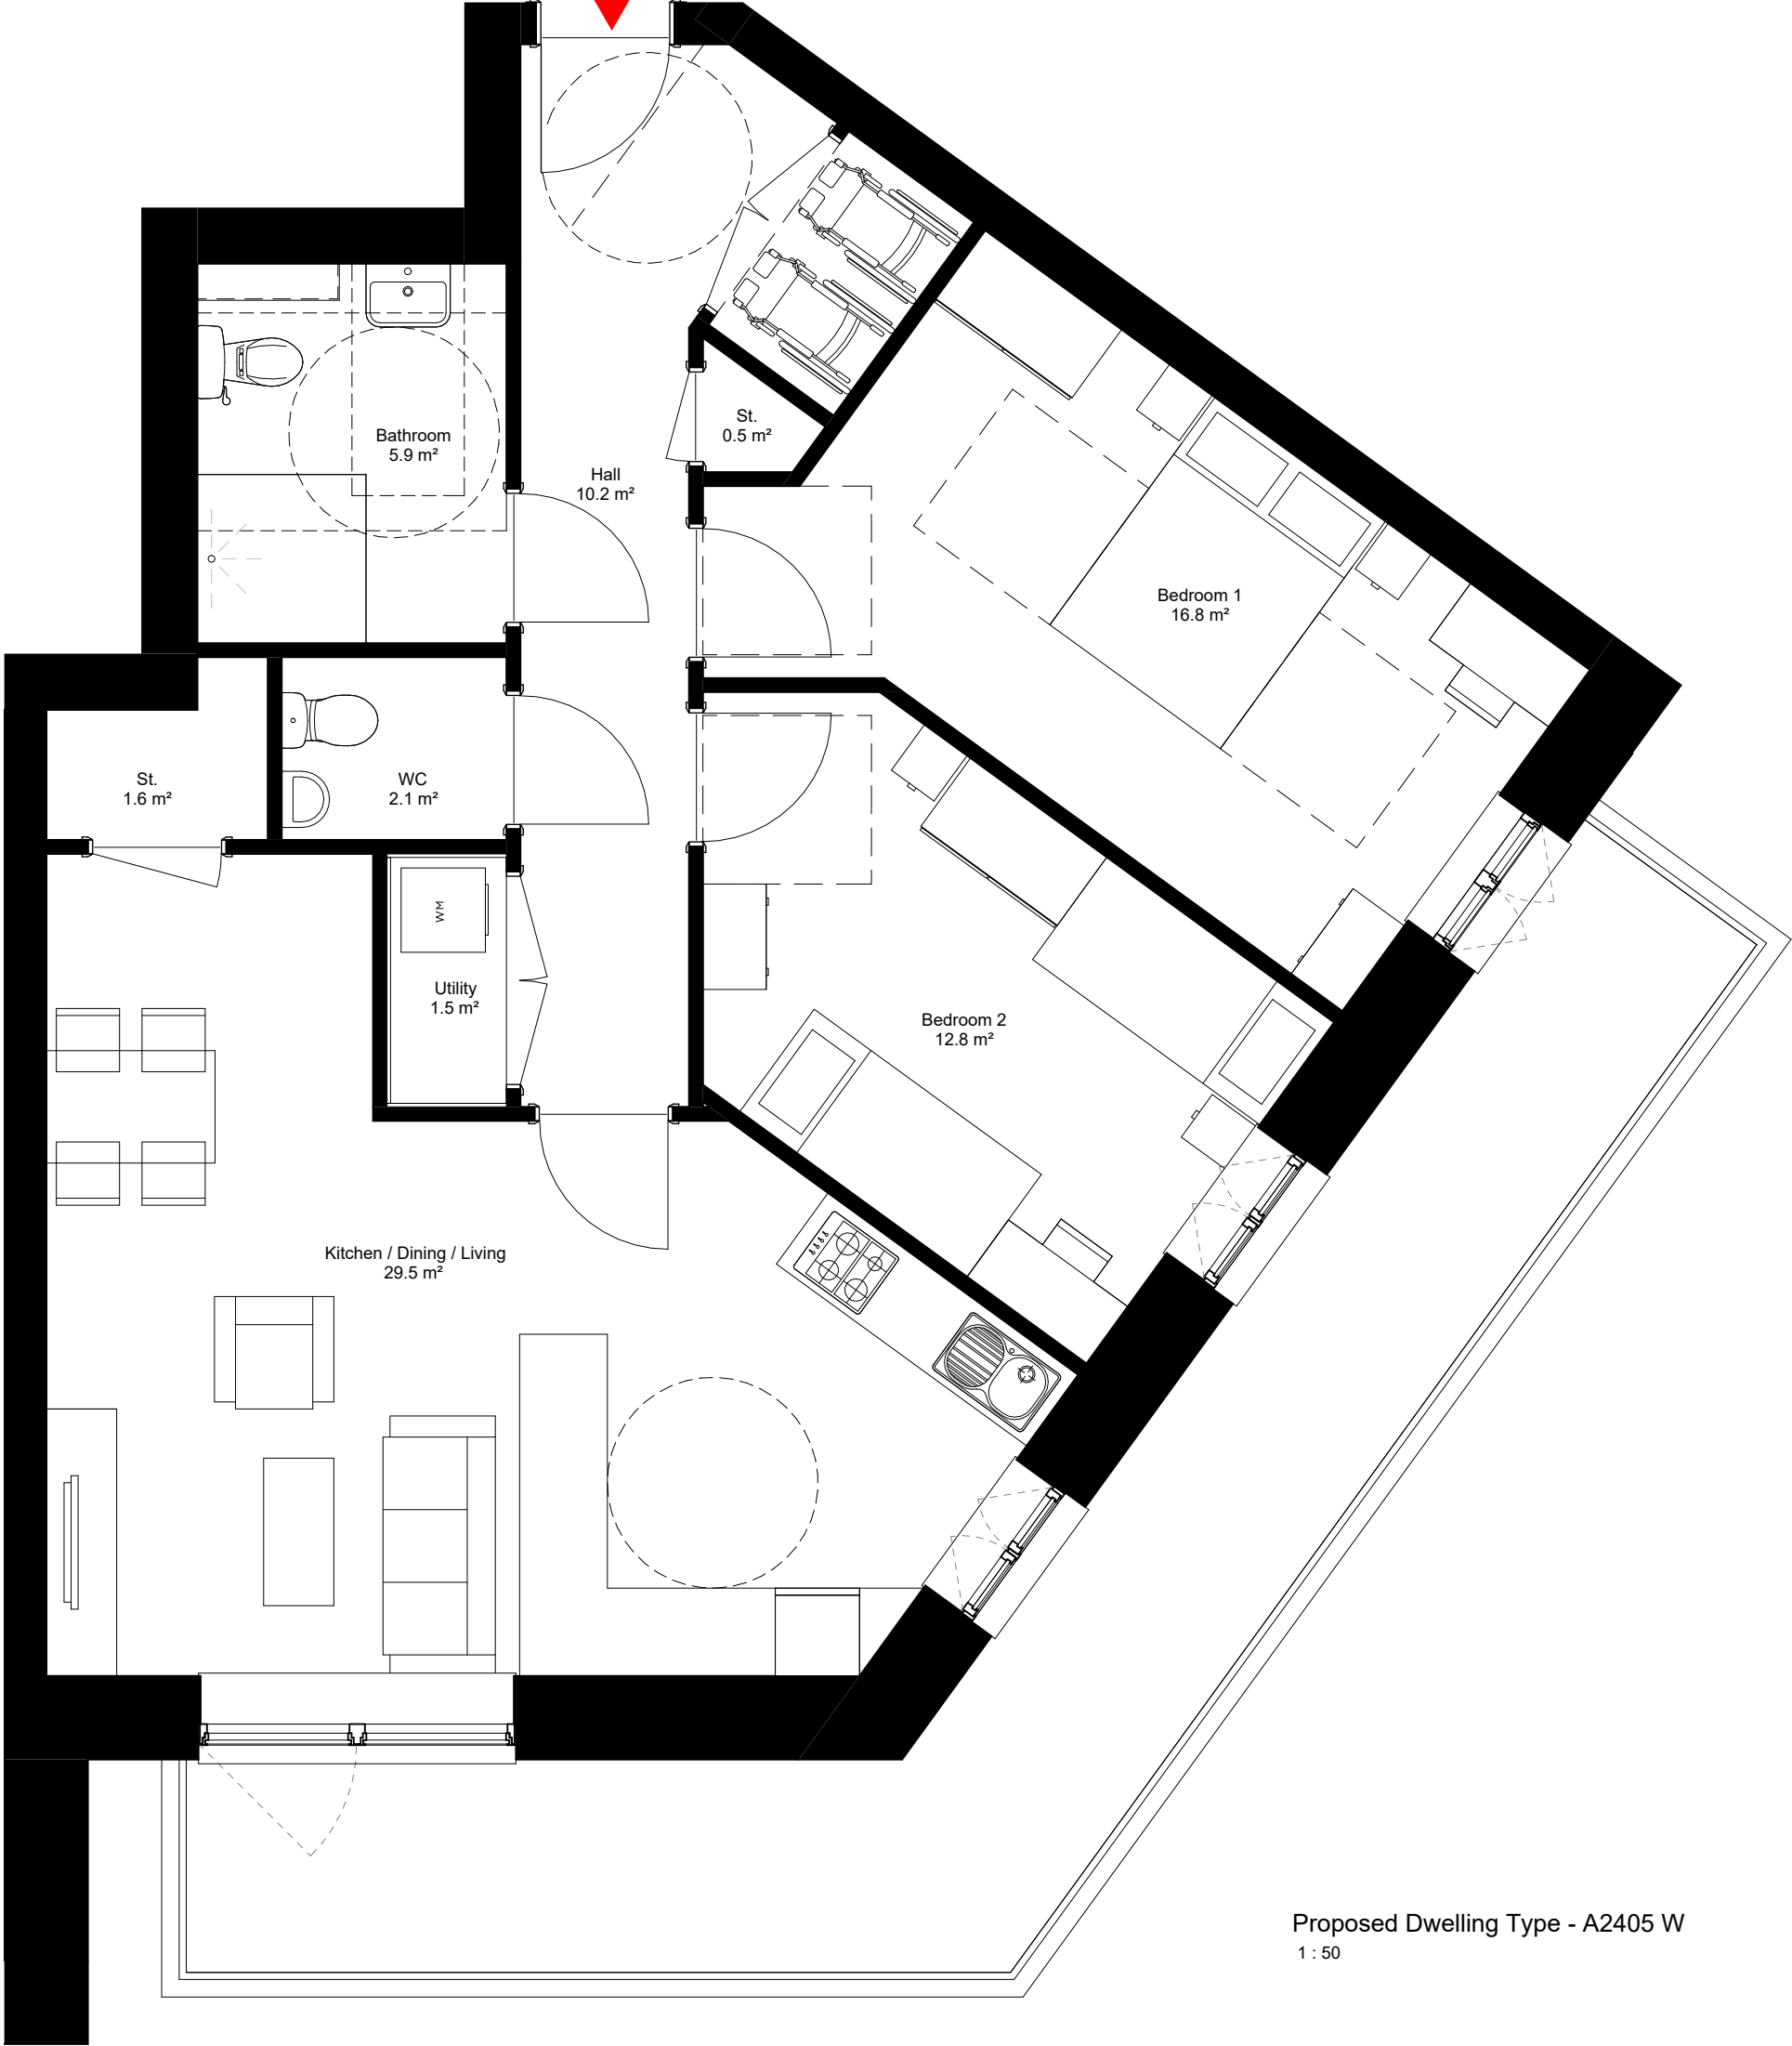 St.
0.5 m²
Bathroom
5.9 m²
Hall
10.2 m²
Bedroom 1
16.8 m²
St.
1.6 m²
WC
2.1 m²
WM
Utility
1.5 m²
Bedroom 2
12.8 m²
Kitchen / Dining / Living
29.5 m²
Proposed Dwelling Type - A2405 W
1 : 50